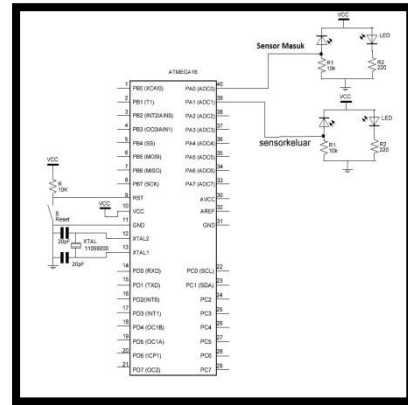 VCC
Sensor Masuk
LED
R1
10k
R2
220
ATMEGA16
VCC
LED
R1
10k
R2
220
sensorkeluar
1 PB0 (XCK/T0) PA0 (ADC0) 40
2 PB1 (T1) PA1 (ADC1) 39
3 PB2 (INT2/AIN0) PA2 (ADC2) 38
4 PB3 (OC0/AIN1) PA3 (ADC3) 37
5 PB4 (SS) PA4 (ADC4) 36
6 PB5 (MOSI) PA5 (ADC5) 35
7 PB6 (MISO) PA6 (ADC6) 34
8 PB7 (SCK) PA7 (ADC7) 33
9 RST AVCC 30
10 VCC AREF 32
11 GND GND 31
12 XTAL2
13 XTAL1
14 PD0 (RXD) PC0 (SCL) 22
15 PD1 (TXD) PC1 (SDA) 23
16 PD2(INT0) PC2 24
17 PD3 (INT1) PC3 25
18 PD4 (OC1B) PC4 26
19 PD5 (OC1A) PC5 27
20 PD6 (ICP1) PC6 28
21 PD7 (OC2) PC7 29
VCC
R
10K
VCC
S
Reset
20pF
XTAL
11059200
20pF